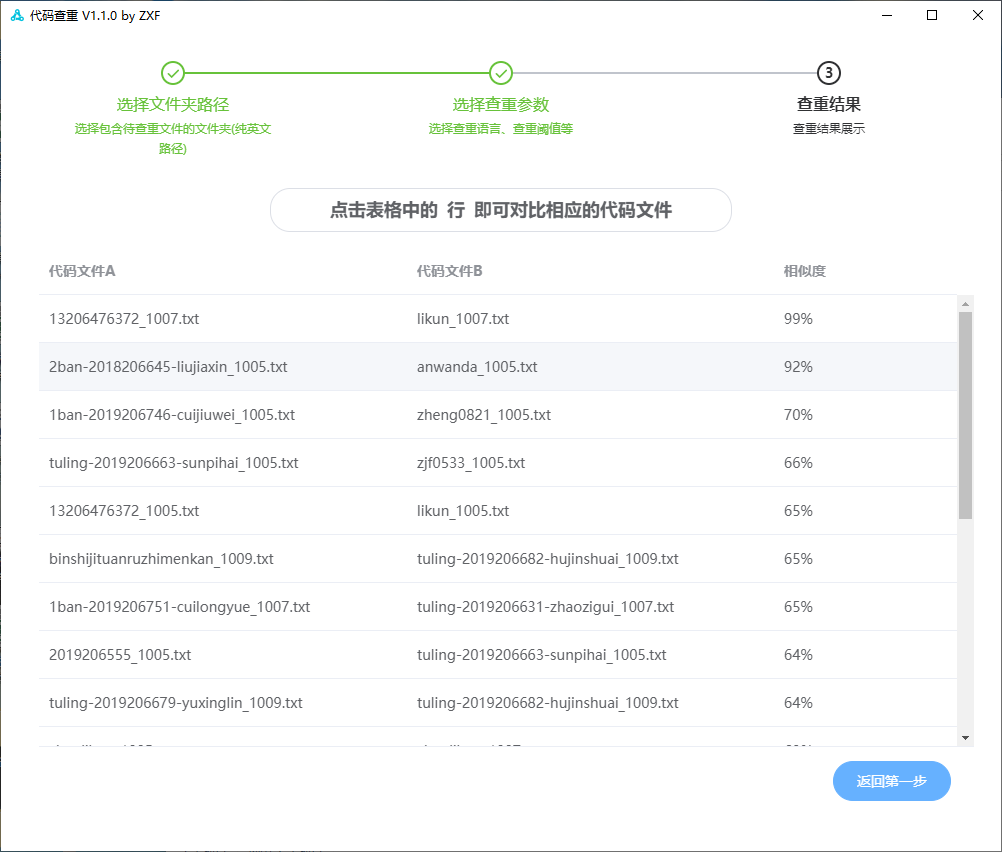 代码查重 V1.1.0 by ZXF
3
选择文件夹路径
选择查重参数
查重结果
选择包含待查重文件的文件夹(纯英文
路径)
选择查重语言、查重阈值等
查重结果展示
点击表格中的 行 即可对比相应的代码文件
代码文件A 代码文件B 相似度
13206476372_1007.txt likun_1007.txt 99%
2ban-2018206645-liujiaxin_1005.txt anwanda_1005.txt 92%
1ban-2019206746-cuijiuwei_1005.txt zheng0821_1005.txt 70%
tuling-2019206663-sunpihai_1005.txt zjf0533_1005.txt 66%
13206476372_1005.txt likun_1005.txt 65%
binshijituanruzhimenkan_1009.txt tuling-2019206682-hujinshuai_1009.txt 65%
1ban-2019206751-cuilongyue_1007.txt tuling-2019206631-zhaozigui_1007.txt 65%
2019206555_1005.txt tuling-2019206663-sunpihai_1005.txt 64%
tuling-2019206679-yuxinglin_1009.txt tuling-2019206682-hujinshuai_1009.txt 64%
返回第一步